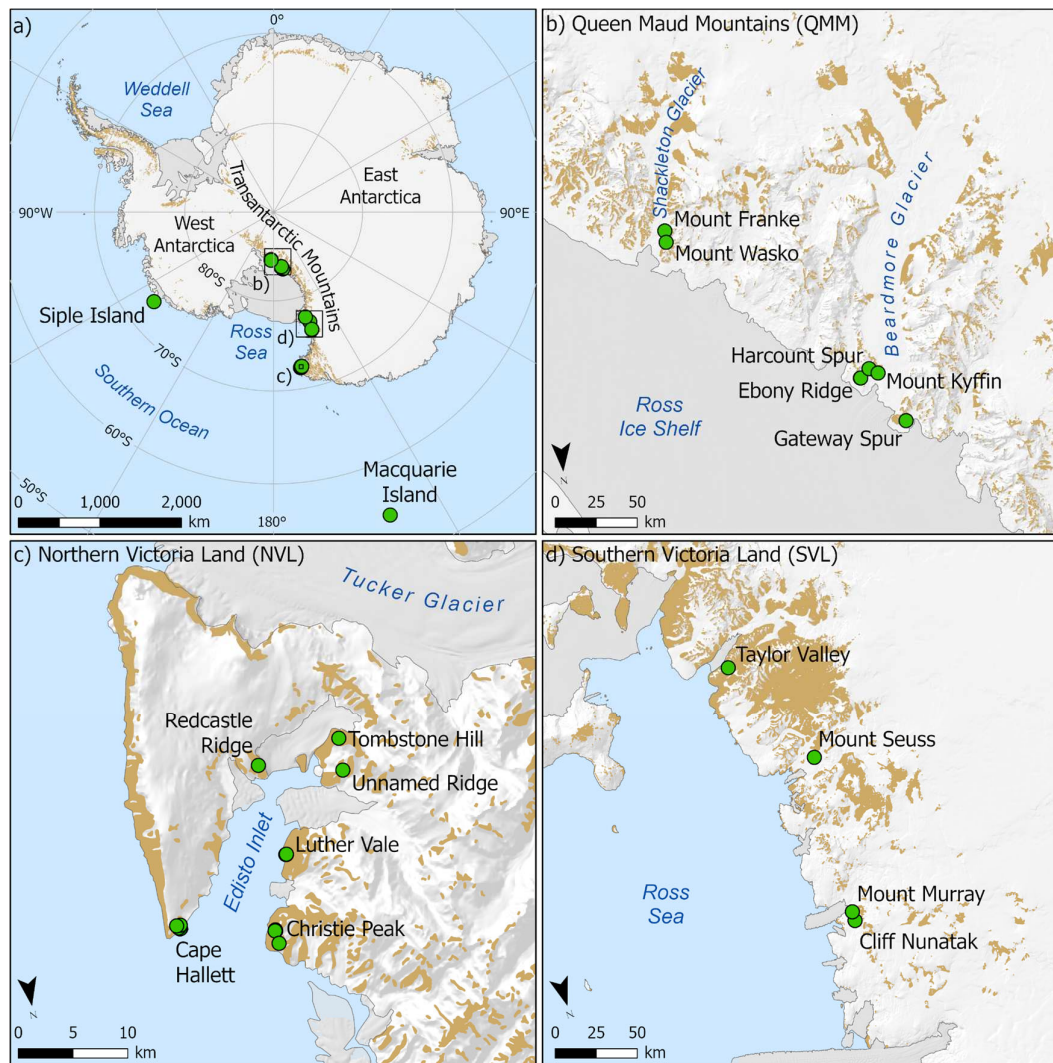 a)
0°
Weddell
Sea
Transantarctic Mountains
East
Antarctica
90°W
90°E
West
Antarctica
80°S
b)
Siple Island
d)
Ross
Sea
70°S
c)
Southern Ocean
60°S
Macquarie
Island
50°S
0 1,000 2,000
km
180°
b) Queen Maud Mountains (QMM)
Shackleton Glacier
Beardmore Glacier
Mount Franke
Mount Wasko
Harcount Spur
Mount Kyffin
Ebony Ridge
Ross
Ice Shelf
Gateway Spur
N
0 25 50
km
c) Northern Victoria Land (NVL)
Tucker Glacier
Redcastle
Ridge
Tombstone Hill
Unnamed Ridge
Edisto Inlet
Luther Vale
Christie Peak
Cape
Hallett
N
0 5 10
km
d) Southern Victoria Land (SVL)
Taylor Valley
Mount Seuss
Ross
Sea
Mount Murray
Cliff Nunatak
N
0 25 50
km